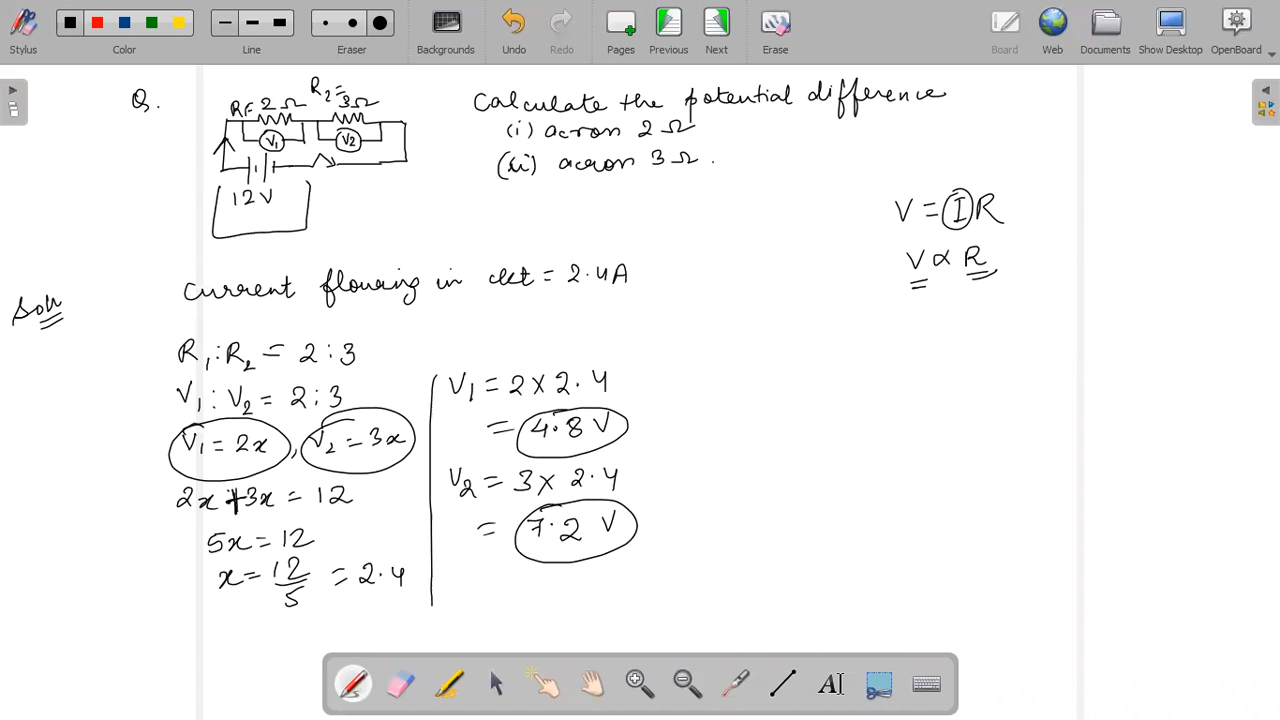 Stylus Color Line Eraser Backgrounds Undo Redo Pages Previous Next Erase Board Web Documents Show Desktop OpenBoard
Q.
R1= 2Ω R2= 3Ω
V1 V2
12V
Calculate the potential difference
(i) across 2Ω
(ii) across 3Ω.
V = IR
V ∝ R
Current flowing in ckt = 2.4A
Soln
R1:R2 = 2:3
V1:V2 = 2:3
V1 = 2x, V2 = 3x
2x+3x = 12
5x = 12
x = 12/5 = 2.4
V1 = 2 x 2.4
= 4.8 V
V2 = 3 x 2.4
= 7.2 V
AI